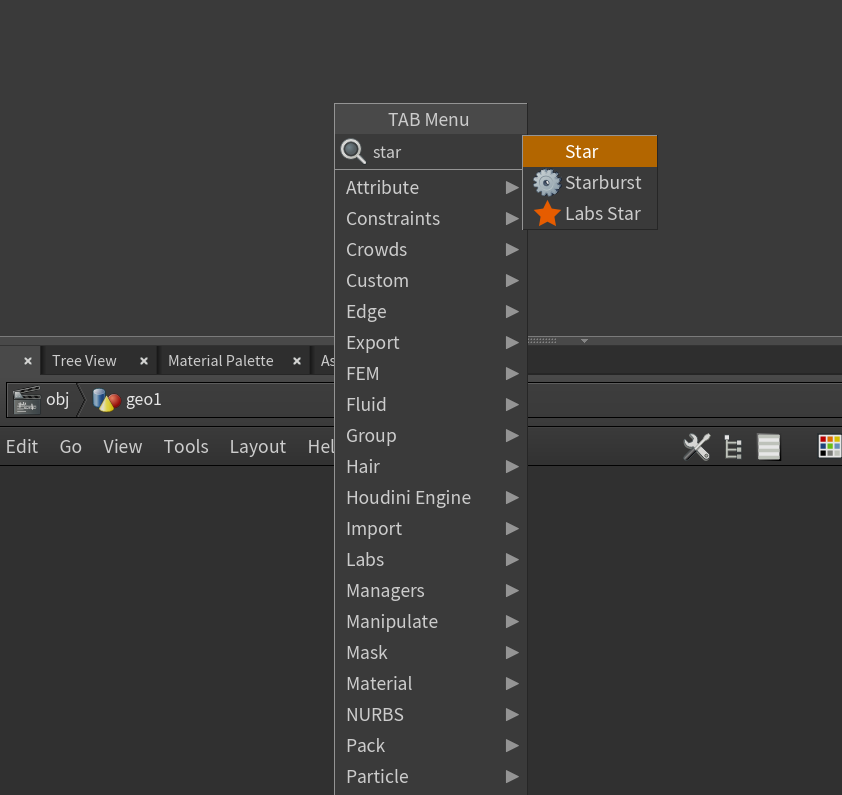 TAB Menu
star
Star
Starburst
Labs Star
Attribute
Constraints
Crowds
Custom
Edge
Export
FEM
Fluid
Group
Hair
Houdini Engine
Import
Labs
Managers
Manipulate
Mask
Material
NURBS
Pack
Particle
Tree View
Material Palette
As
obj
geo1
Edit Go View Tools Layout Hel